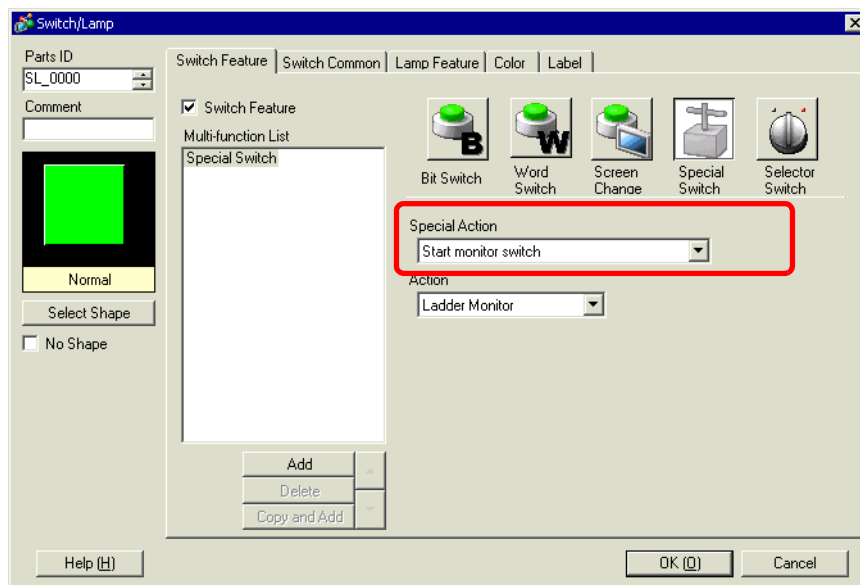 Switch/Lamp
Parts ID
SL_0000
Comment
Normal
Select Shape
No Shape
Switch Feature
Switch Common
Lamp Feature
Color
Label
Switch Feature
Multi-function List
Special Switch
Add
Delete
Copy and Add
B
Bit Switch
W
Word
Switch
Screen
Change
Special
Switch
Selector
Switch
Special Action
Start monitor switch
Action
Ladder Monitor
Help (H)
OK (O)
Cancel